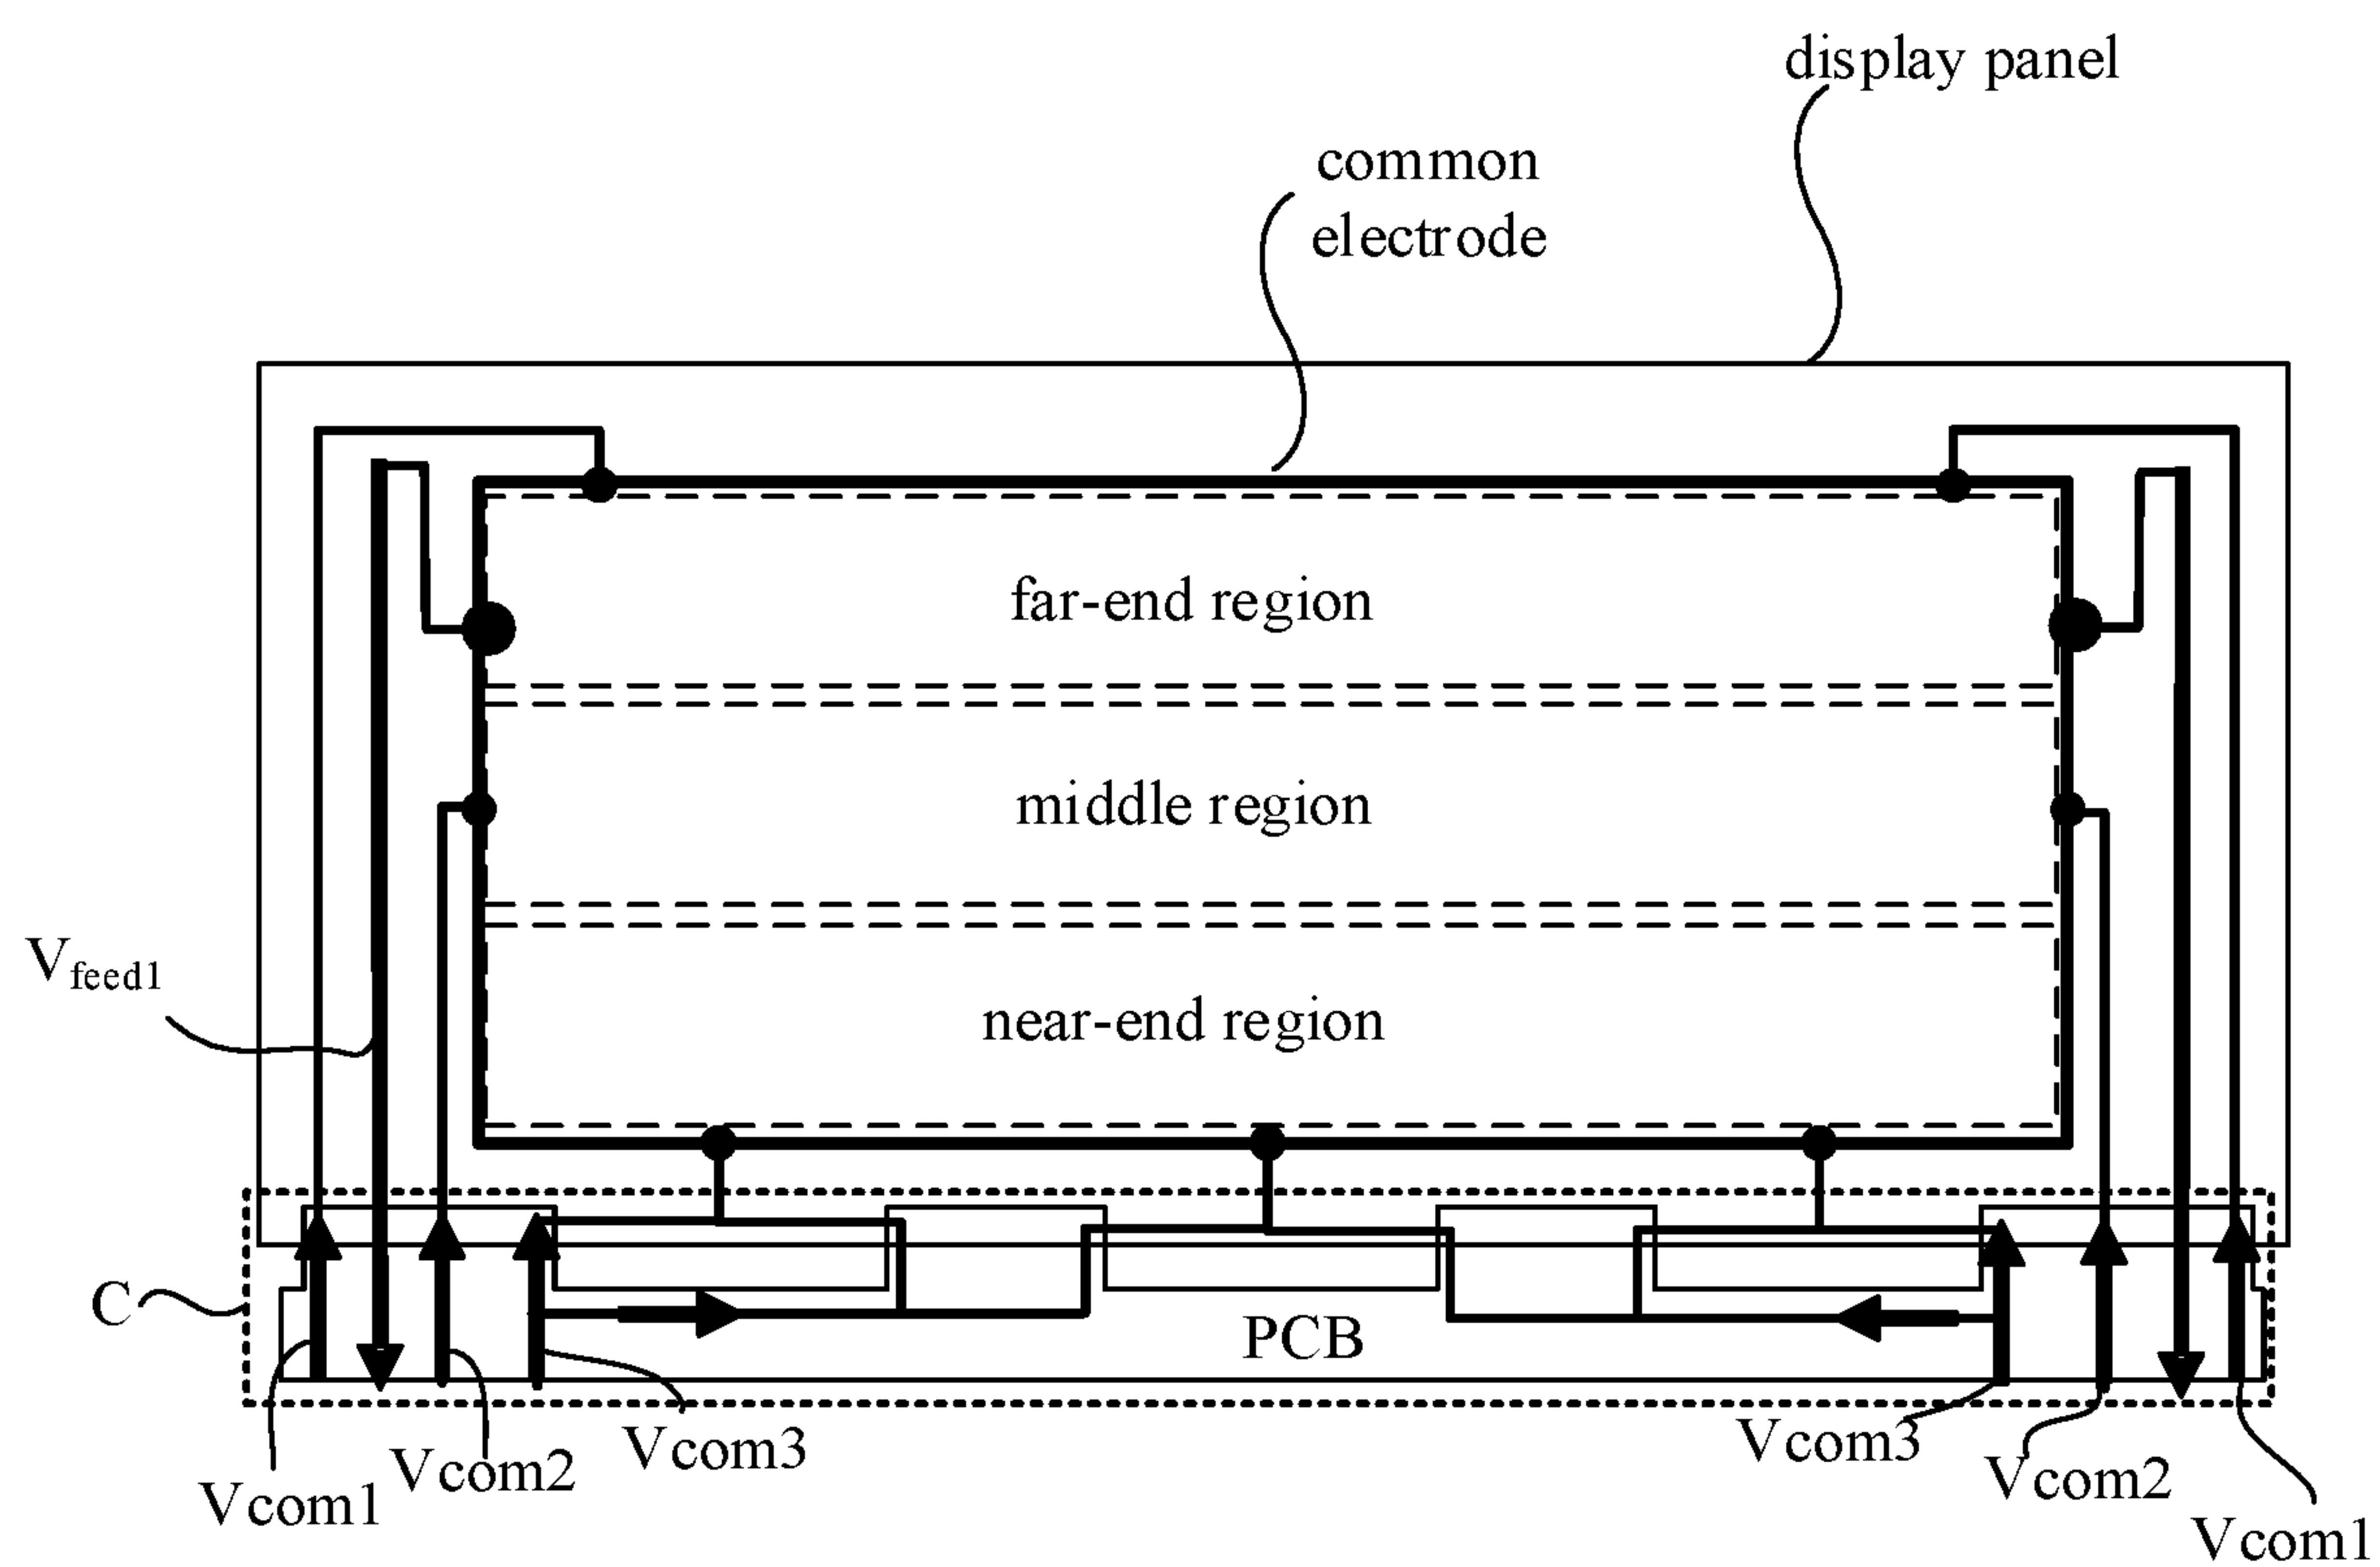 display panel
common
electrode
far-end region
middle region
Vfeed1
near-end region
C
PCB
Vcom3
Vcom3
Vcom2
Vcom2
Vcom1
Vcom1